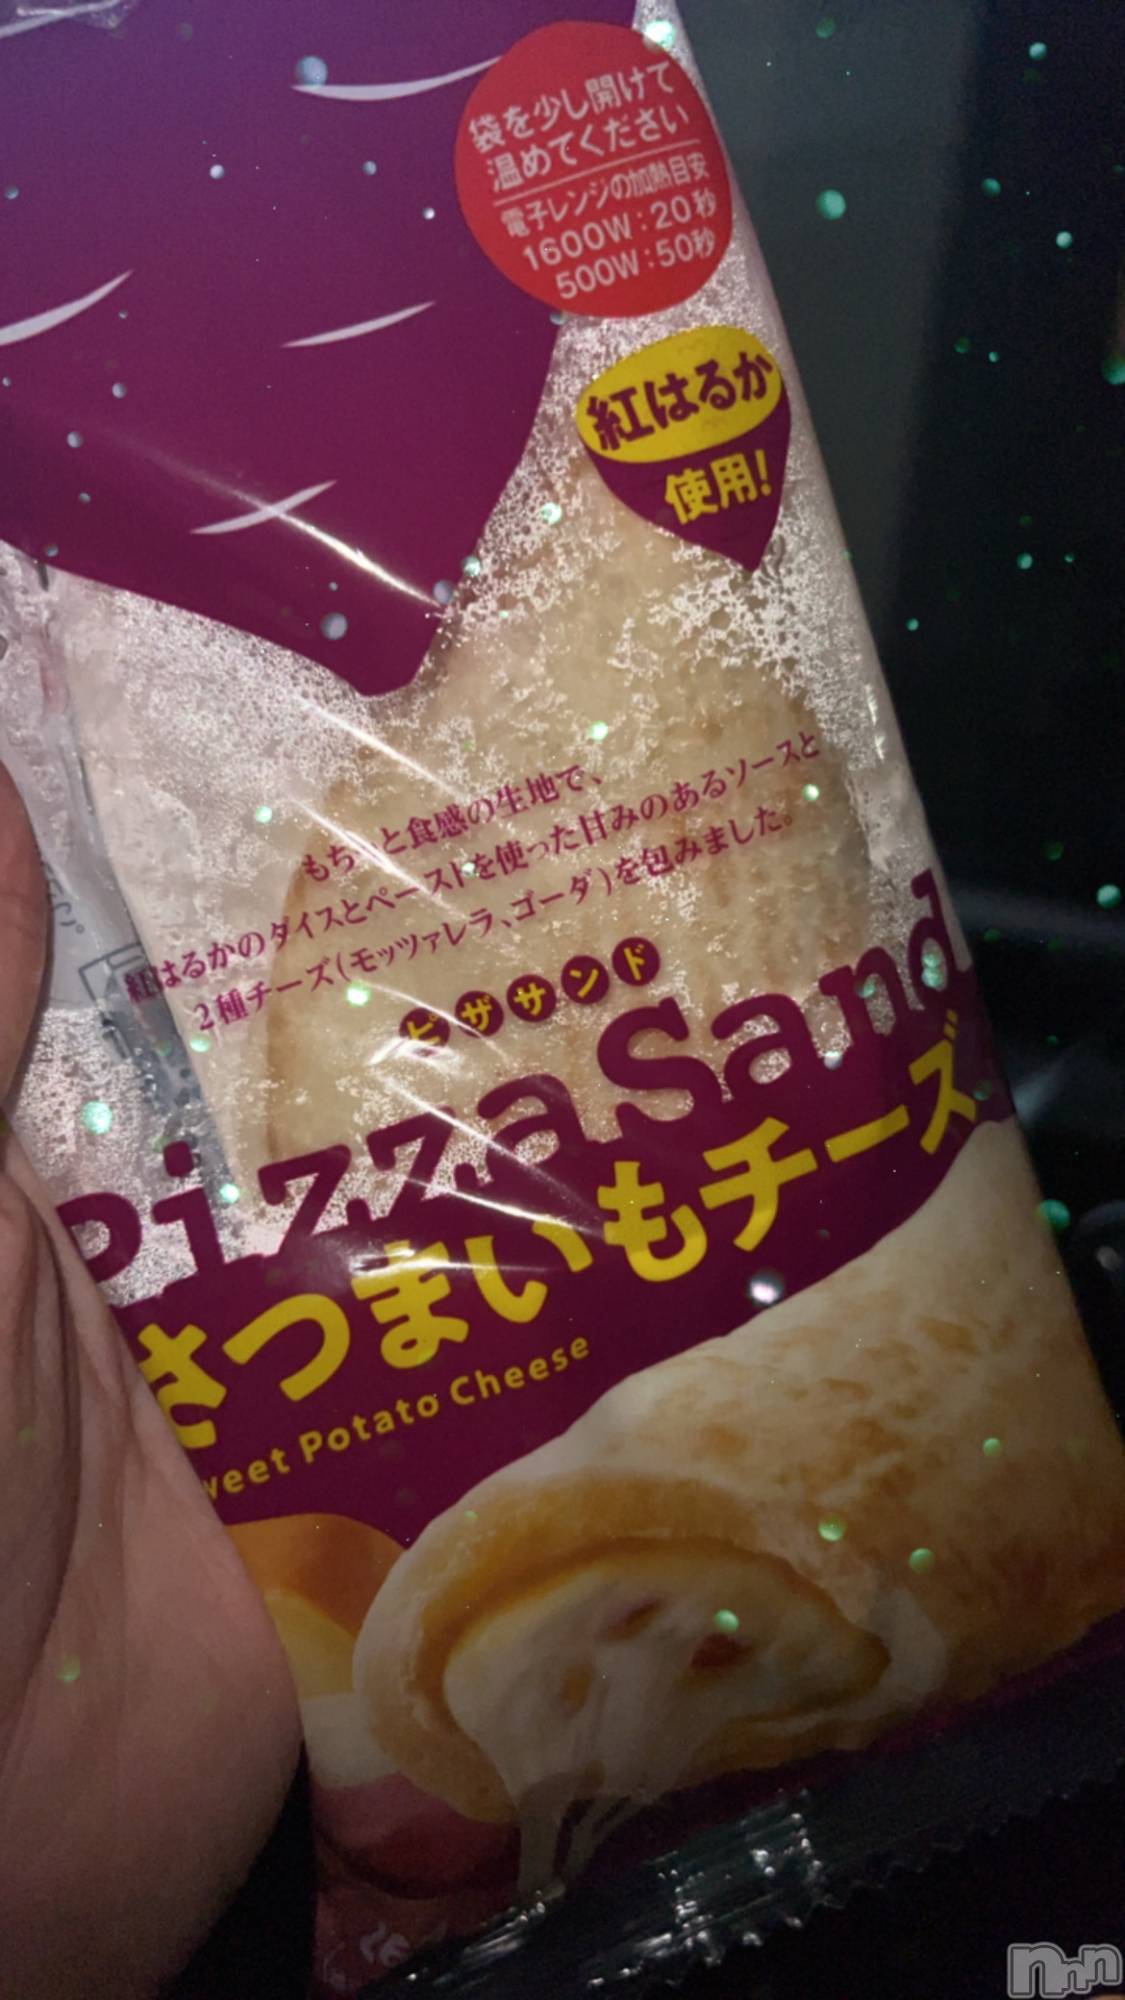 袋を少し開けて
温めてください
電子レンジの加熱目安
1600W:20秒
500W:50秒
紅はるか
使用!
もちっと食感の生地で、
紅はるかのダイスとペーストを使った甘みのあるソースと
2種チーズ(モッツァレラ、ゴーダ)を包みました。
ピザサンド
PizzaSand
さつまいもチーズ
weet Potato Cheese
nnn